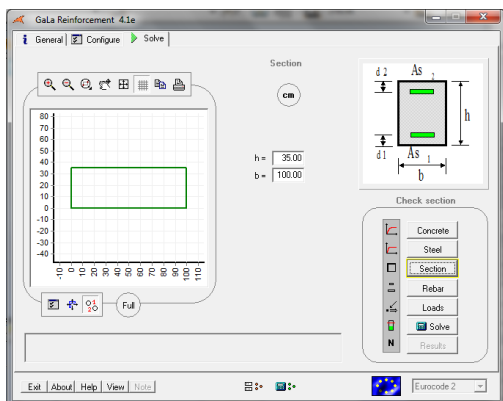 GaLa Reinforcement 4.1e
General Configure Solve
Section
cm
h = 35.00
b = 100.00
80
70
60
50
40
30
20
10
0
-10
-20
-30
-40
-10 0 10 20 30 40 50 60 70 80 90 100 110
Full
d 2 As 2
h
d 1 As 1
b
Check section
Concrete
Steel
Section
Rebar
Loads
Solve
N Results
Exit About Help View Note
Eurocode 2